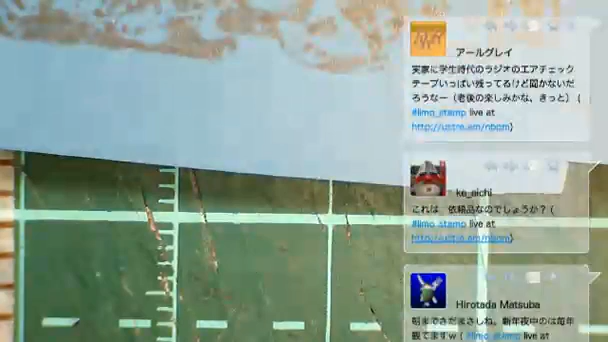 アールグレイ
実家に学生時代のラジオのエアチェック
テープいっぱい残ってるけど聞かないだ
ろうなー（老後の楽しみかな、きっと） (
#limo_stamp live at
http://ustre.am/nbqm)
ke_aichi
これは 依頼品なのでしょうか？ (
#limo_stamp live at
http://ustre.am/nbqm)
Hirotada Matsuba
朝までさださしね。新年夜中のは毎年
観てますｗ ( #limo_stamp live at